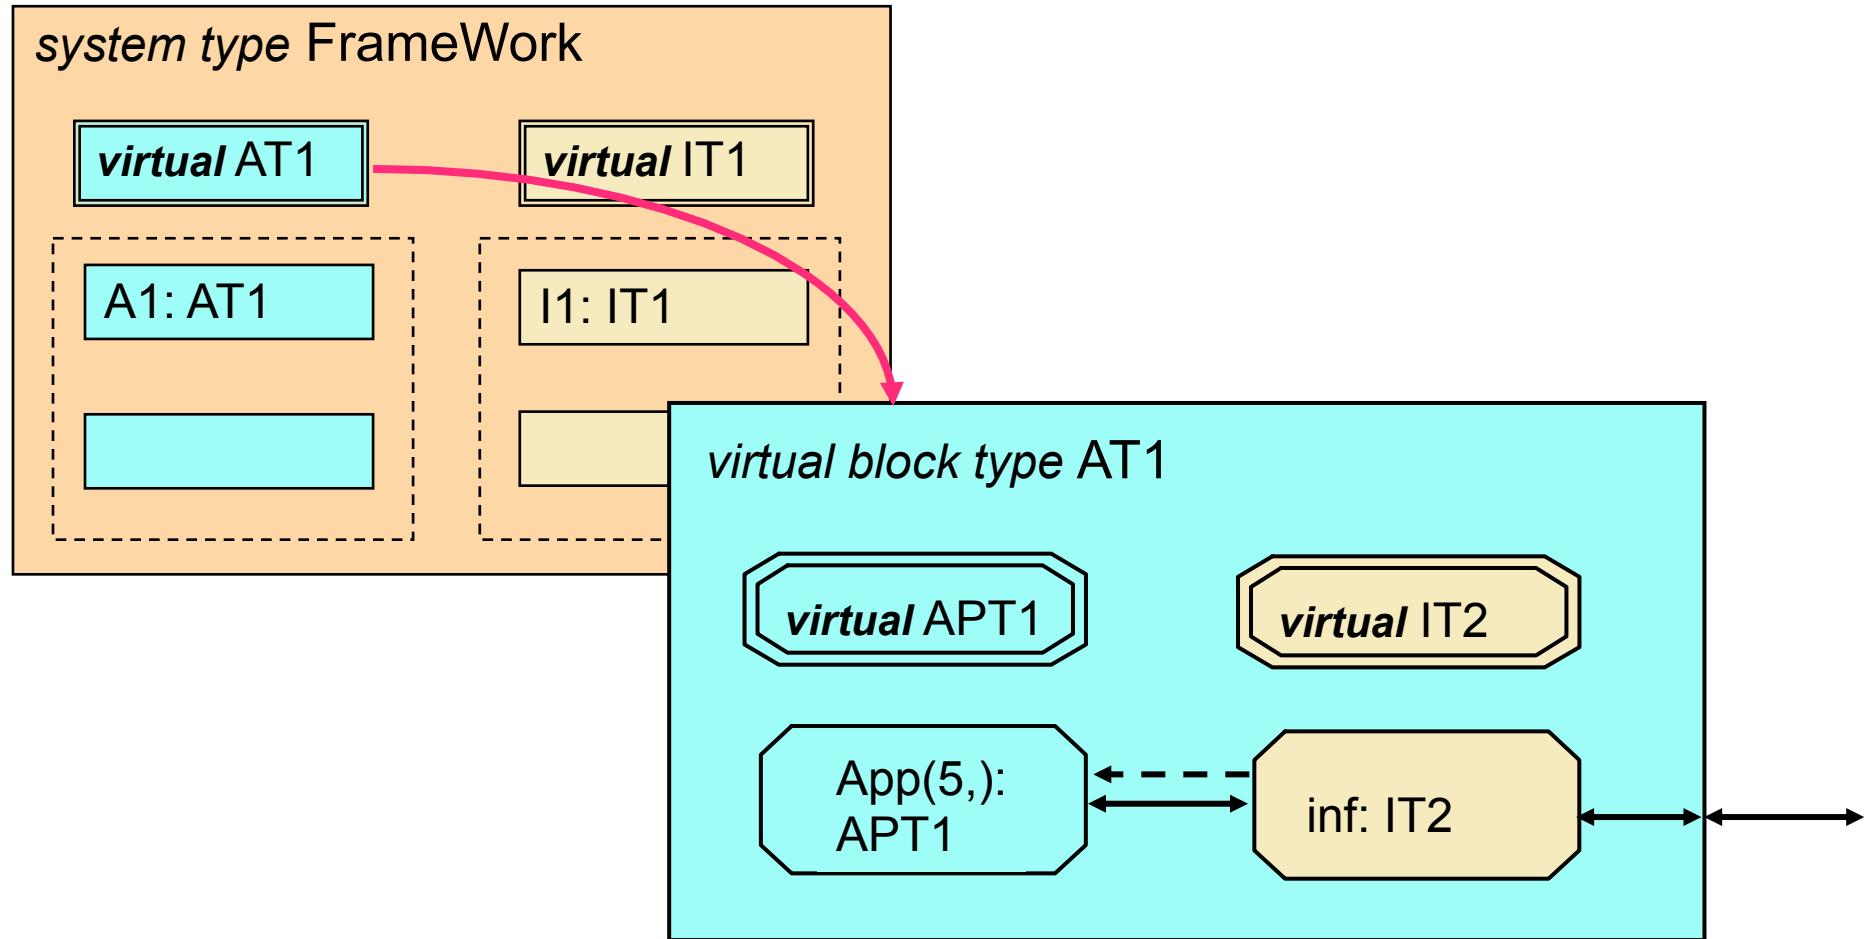 system type FrameWork
virtual AT1
virtual IT1
A1: AT1
I1: IT1
virtual block type AT1
virtual APT1
virtual IT2
App(5,):
APT1
inf: IT2